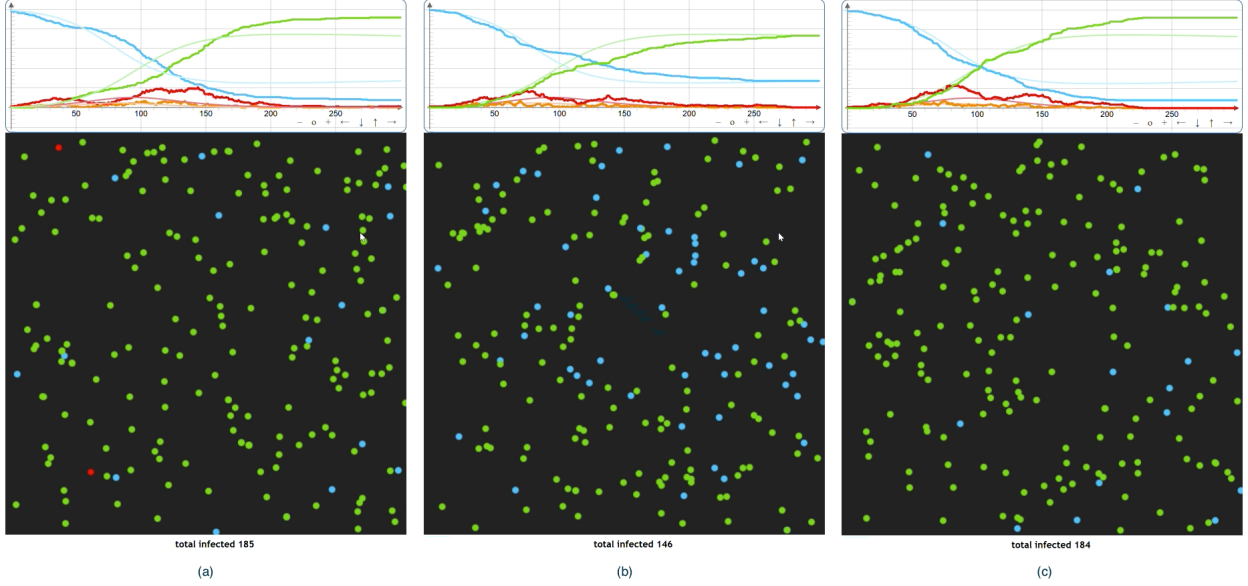 50 100 150 200 250
− o + ← ↓ ↑ →
50 100 150 200 250
− o + ← ↓ ↑ →
50 100 150 200 250
− o + ← ↓ ↑ →
total infected 185
total infected 146
total infected 184
(a)
(b)
(c)